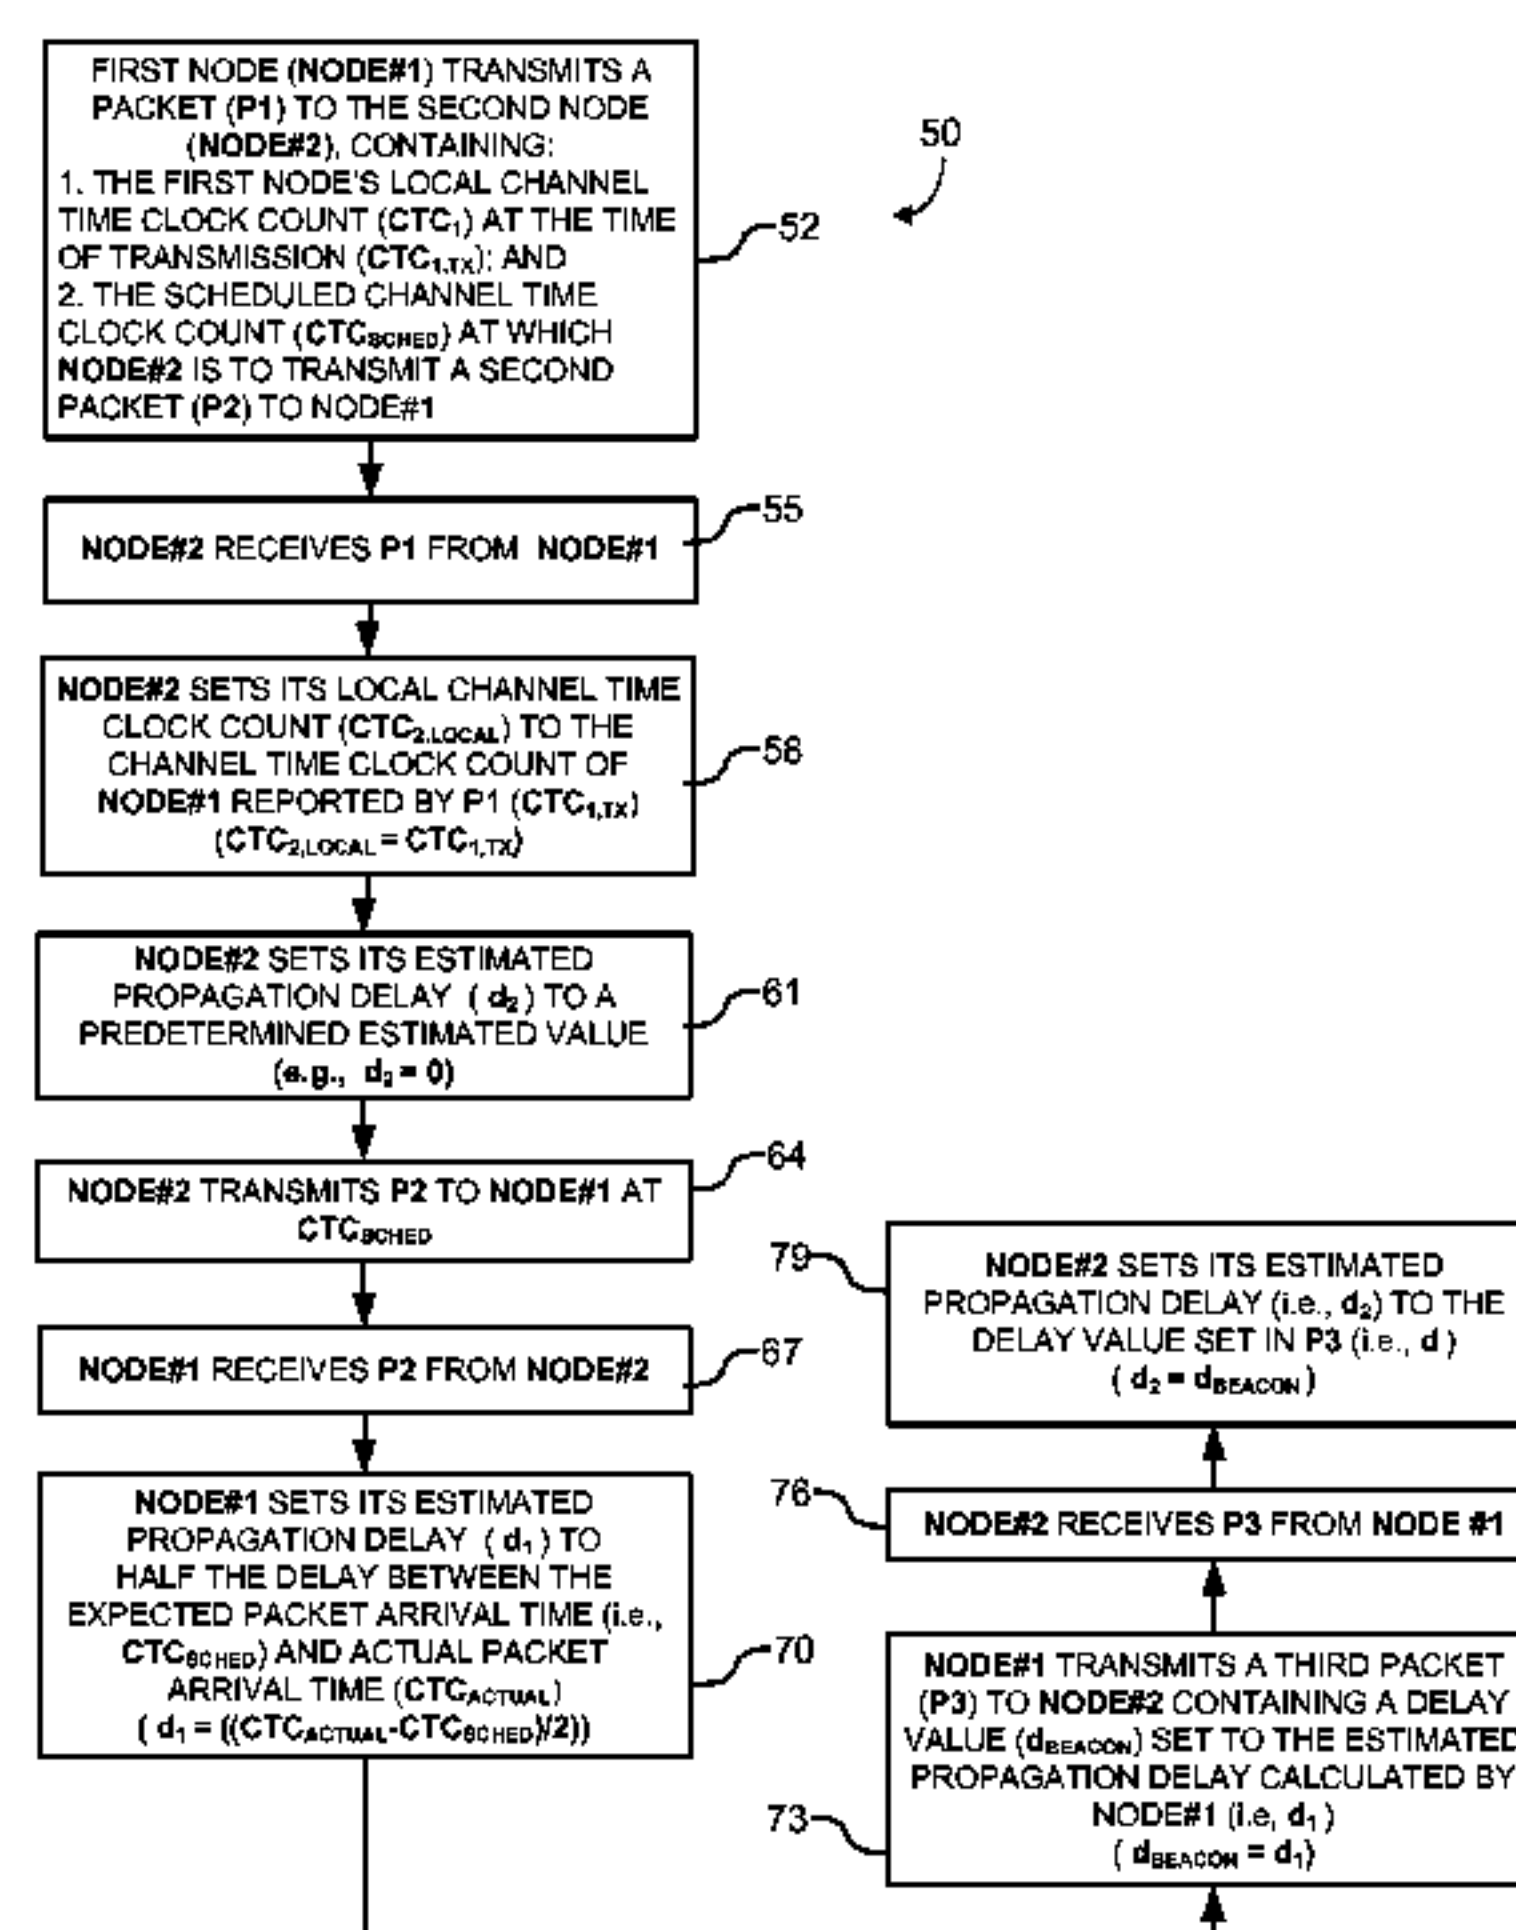 FIRST NODE (NODE#1) TRANSMITS A
PACKET (P1) TO THE SECOND NODE
(NODE#2), CONTAINING:
1. THE FIRST NODE'S LOCAL CHANNEL
TIME CLOCK COUNT (CTC1) AT THE TIME
OF TRANSMISSION (CTC1,TX); AND
2. THE SCHEDULED CHANNEL TIME
CLOCK COUNT (CTCSCHED) AT WHICH
NODE#2 IS TO TRANSMIT A SECOND
PACKET (P2) TO NODE#1
52
50
NODE#2 RECEIVES P1 FROM NODE#1
55
NODE#2 SETS ITS LOCAL CHANNEL TIME
CLOCK COUNT (CTC2,LOCAL) TO THE
CHANNEL TIME CLOCK COUNT OF
NODE#1 REPORTED BY P1 (CTC1,TX)
(CTC2,LOCAL = CTC1,TX)
58
NODE#2 SETS ITS ESTIMATED
PROPAGATION DELAY ( d2 ) TO A
PREDETERMINED ESTIMATED VALUE
(e.g., d2 = 0)
61
NODE#2 TRANSMITS P2 TO NODE#1 AT
CTCSCHED
64
NODE#1 RECEIVES P2 FROM NODE#2
67
NODE#1 SETS ITS ESTIMATED
PROPAGATION DELAY ( d1 ) TO
HALF THE DELAY BETWEEN THE
EXPECTED PACKET ARRIVAL TIME (i.e.,
CTCSCHED) AND ACTUAL PACKET
ARRIVAL TIME (CTCACTUAL)
( d1 = ((CTCACTUAL-CTCSCHED)/2))
70
79
NODE#2 SETS ITS ESTIMATED
PROPAGATION DELAY (i.e., d2) TO THE
DELAY VALUE SET IN P3 (i.e., d )
( d2 = dBEACON )
76
NODE#2 RECEIVES P3 FROM NODE #1
NODE#1 TRANSMITS A THIRD PACKET
(P3) TO NODE#2 CONTAINING A DELAY
VALUE (dBEACON) SET TO THE ESTIMATED
PROPAGATION DELAY CALCULATED BY
NODE#1 (i.e, d1 )
( dBEACON = d1)
73